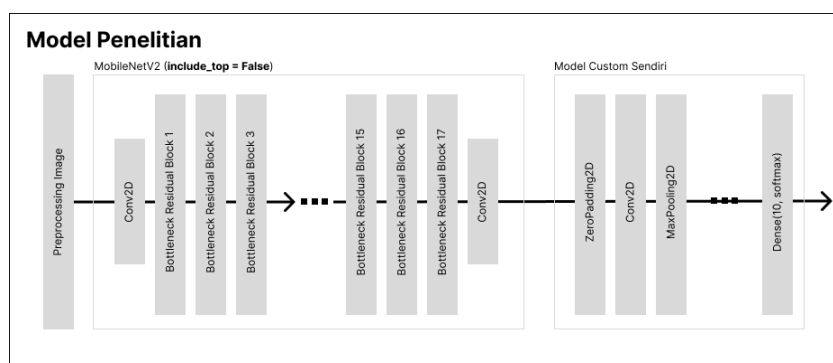 Model Penelitian
MobileNetV2 (include_top = False)
Model Custom Sendiri
Preprocessing Image
Conv2D
Bottleneck Residual Block 1
Bottleneck Residual Block 2
Bottleneck Residual Block 3
Bottleneck Residual Block 15
Bottleneck Residual Block 16
Bottleneck Residual Block 17
Conv2D
ZeroPadding2D
Conv2D
MaxPooling2D
Dense(10, softmax)